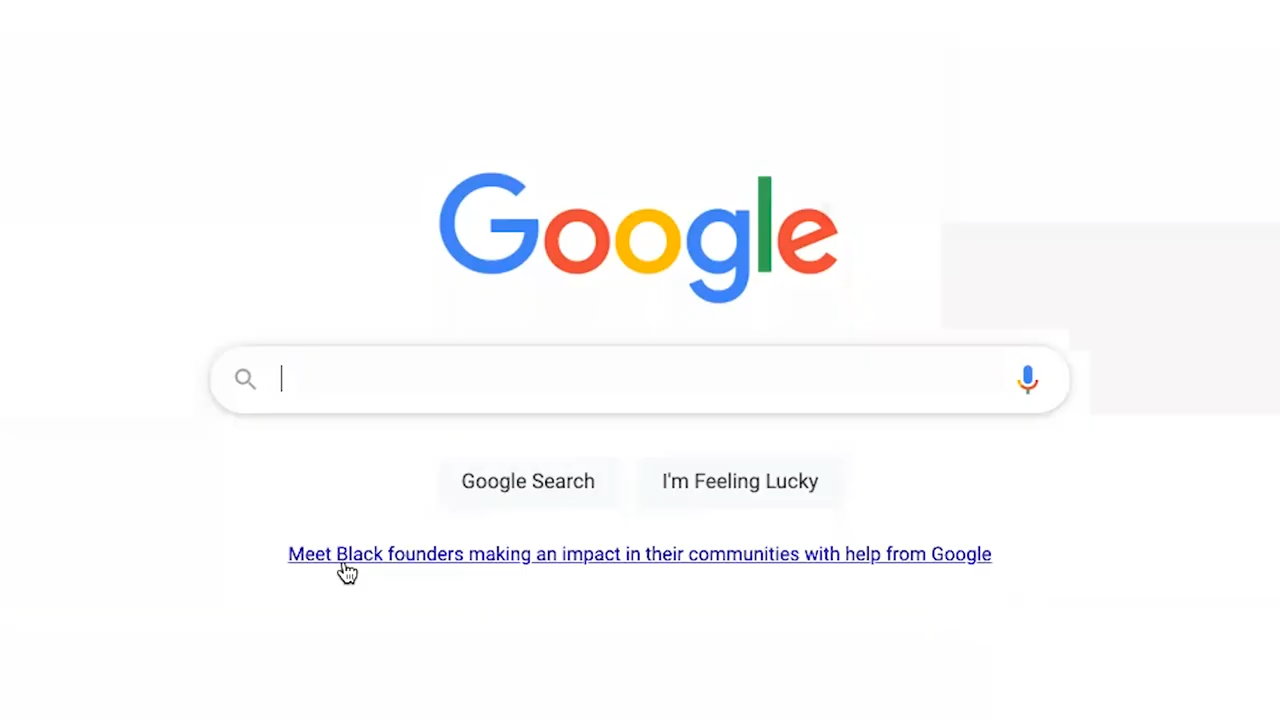 Google
Google Search
I'm Feeling Lucky
Meet Black founders making an impact in their communities with help from Google